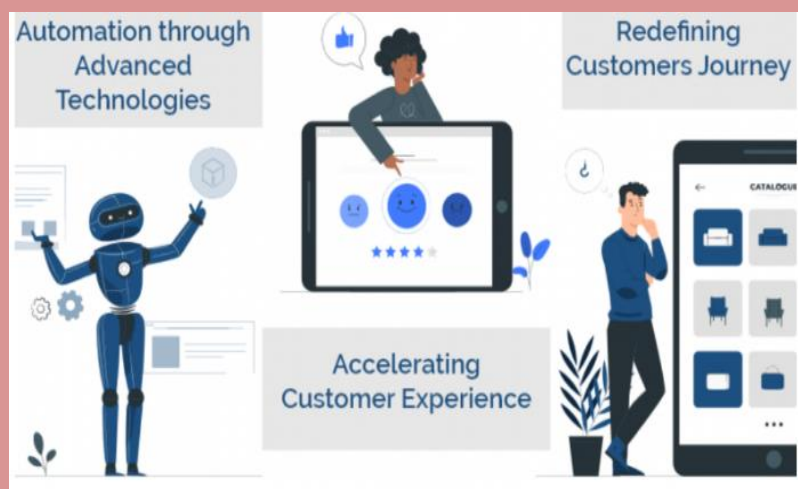 Automation through
Advanced
Technologies
Accelerating
Customer Experience
Redefining
Customers Journey
CATALOGUE